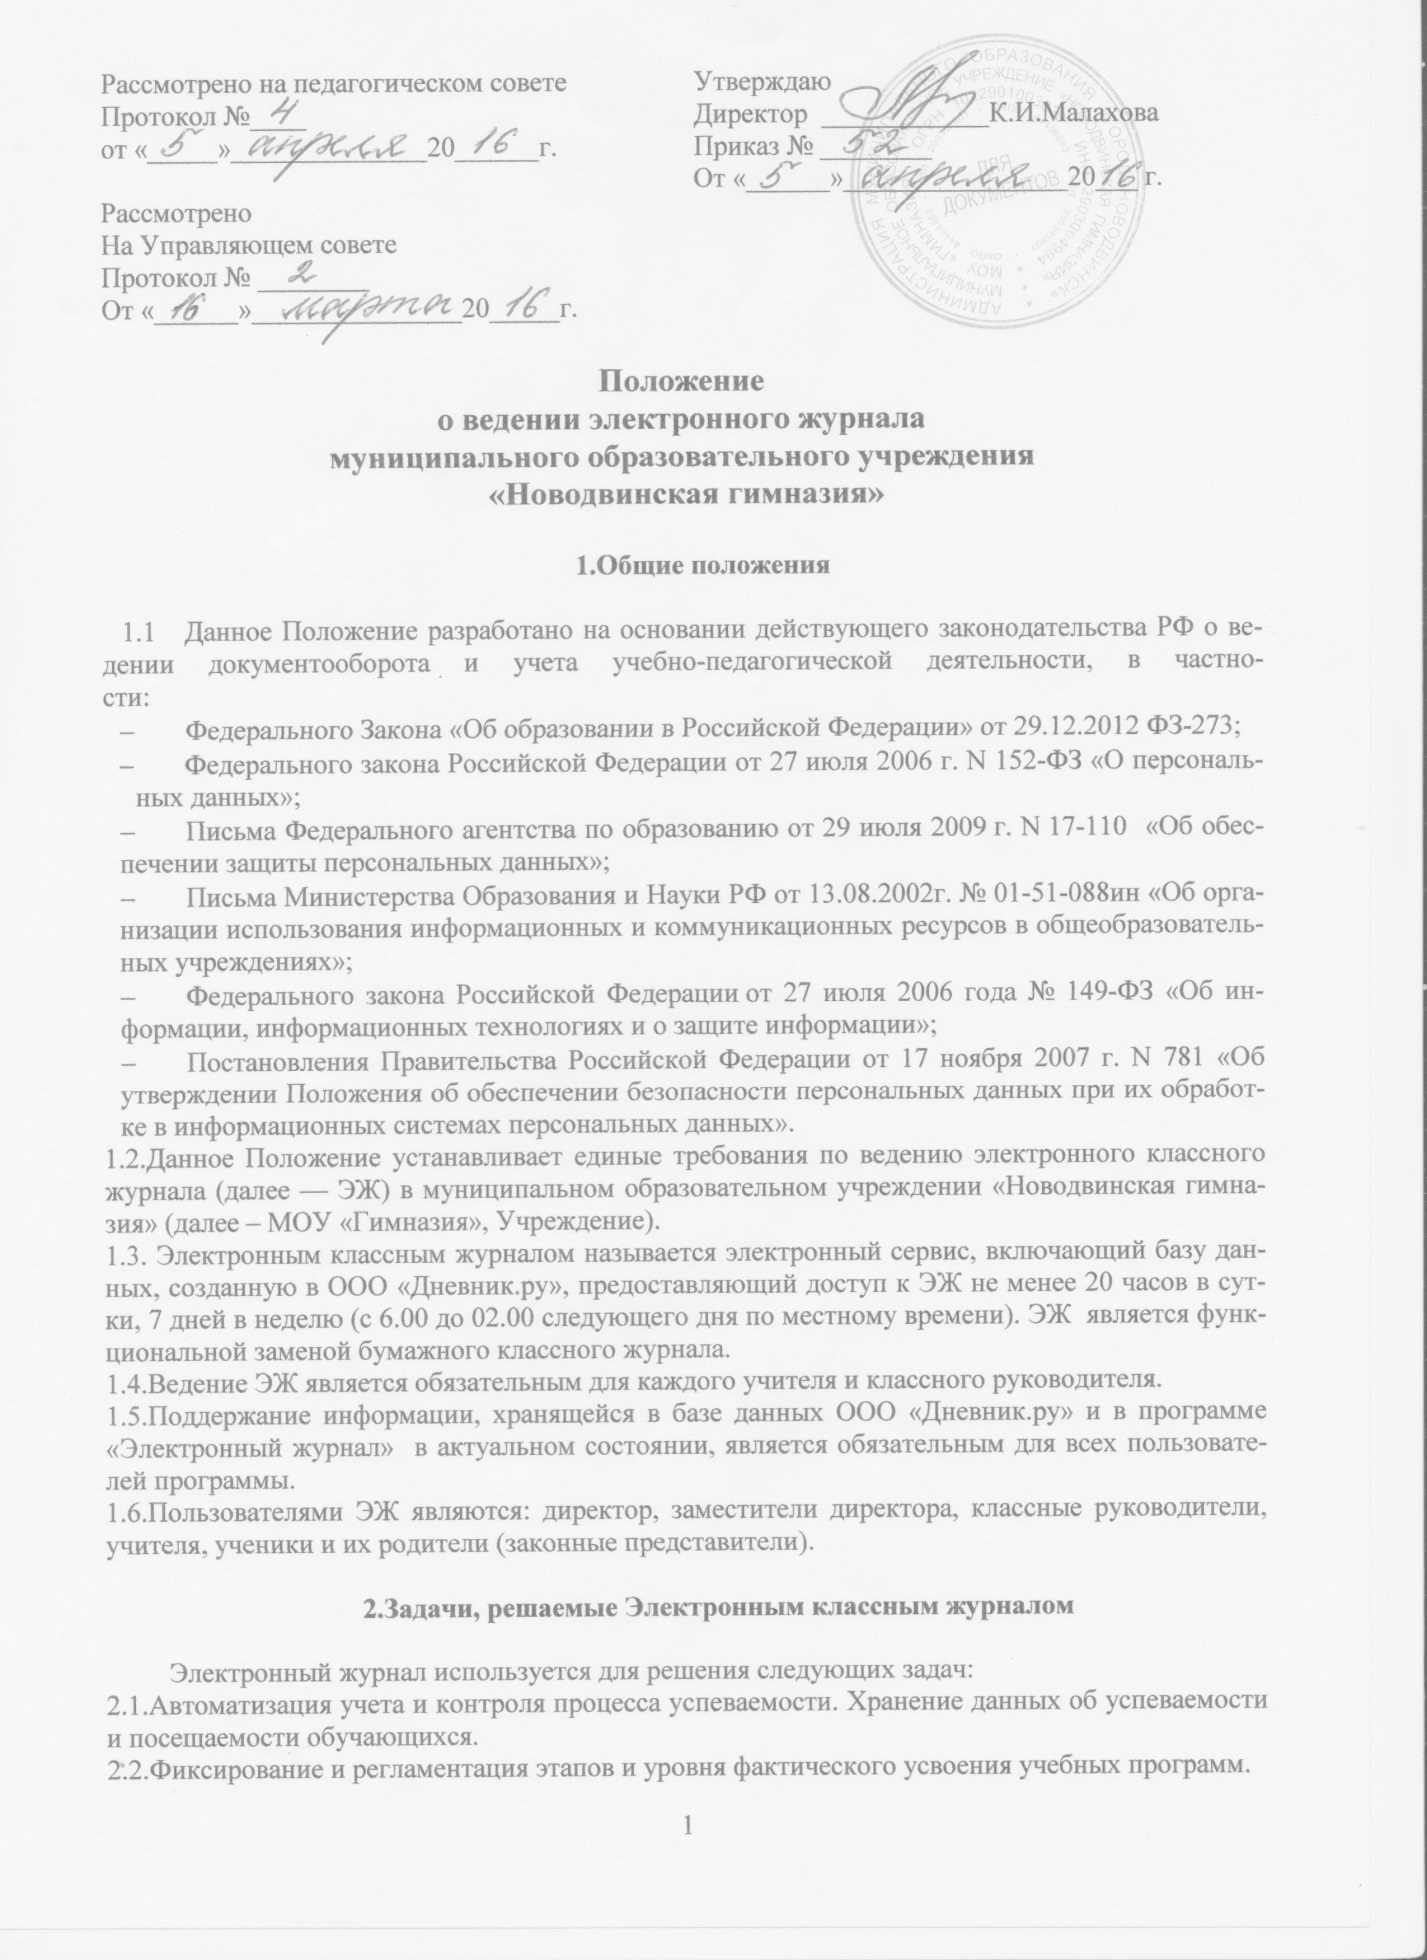 Рассмотрено на педагогическом совете
Протокол № 4
от « 5 » апреля 20 16 г.
Утверждаю
Директор ____________К.И.Малахова
Приказ № 52
От « 5 » апреля 20 16 г.
ДЛЯ
ДОКУМЕНТОВ
Рассмотрено
На Управляющем совете
Протокол № 2
От « 16 » марта 20 16 г.
Положение
о ведении электронного журнала
муниципального образовательного учреждения
«Новодвинская гимназия»
1.Общие положения
1.1 Данное Положение разработано на основании действующего законодательства РФ о ве-
дении документооборота и учета учебно-педагогической деятельности, в частно-
сти:
– Федерального Закона «Об образовании в Российской Федерации» от 29.12.2012 ФЗ-273;
– Федерального закона Российской Федерации от 27 июля 2006 г. N 152-ФЗ «О персональ-
ных данных»;
– Письма Федерального агентства по образованию от 29 июля 2009 г. N 17-110 «Об обес-
печении защиты персональных данных»;
– Письма Министерства Образования и Науки РФ от 13.08.2002г. № 01-51-088ин «Об орга-
низации использования информационных и коммуникационных ресурсов в общеобразователь-
ных учреждениях»;
– Федерального закона Российской Федерации от 27 июля 2006 года № 149-ФЗ «Об ин-
формации, информационных технологиях и о защите информации»;
– Постановления Правительства Российской Федерации от 17 ноября 2007 г. N 781 «Об
утверждении Положения об обеспечении безопасности персональных данных при их обработ-
ке в информационных системах персональных данных».
1.2.Данное Положение устанавливает единые требования по ведению электронного классного
журнала (далее — ЭЖ) в муниципальном образовательном учреждении «Новодвинская гимна-
зия» (далее – МОУ «Гимназия», Учреждение).
1.3. Электронным классным журналом называется электронный сервис, включающий базу дан-
ных, созданную в ООО «Дневник.ру», предоставляющий доступ к ЭЖ не менее 20 часов в сут-
ки, 7 дней в неделю (с 6.00 до 02.00 следующего дня по местному времени). ЭЖ является функ-
циональной заменой бумажного классного журнала.
1.4.Ведение ЭЖ является обязательным для каждого учителя и классного руководителя.
1.5.Поддержание информации, хранящейся в базе данных ООО «Дневник.ру» и в программе
«Электронный журнал» в актуальном состоянии, является обязательным для всех пользовате-
лей программы.
1.6.Пользователями ЭЖ являются: директор, заместители директора, классные руководители,
учителя, ученики и их родители (законные представители).
2.Задачи, решаемые Электронным классным журналом
Электронный журнал используется для решения следующих задач:
2.1.Автоматизация учета и контроля процесса успеваемости. Хранение данных об успеваемости
и посещаемости обучающихся.
2.2.Фиксирование и регламентация этапов и уровня фактического усвоения учебных программ.
1